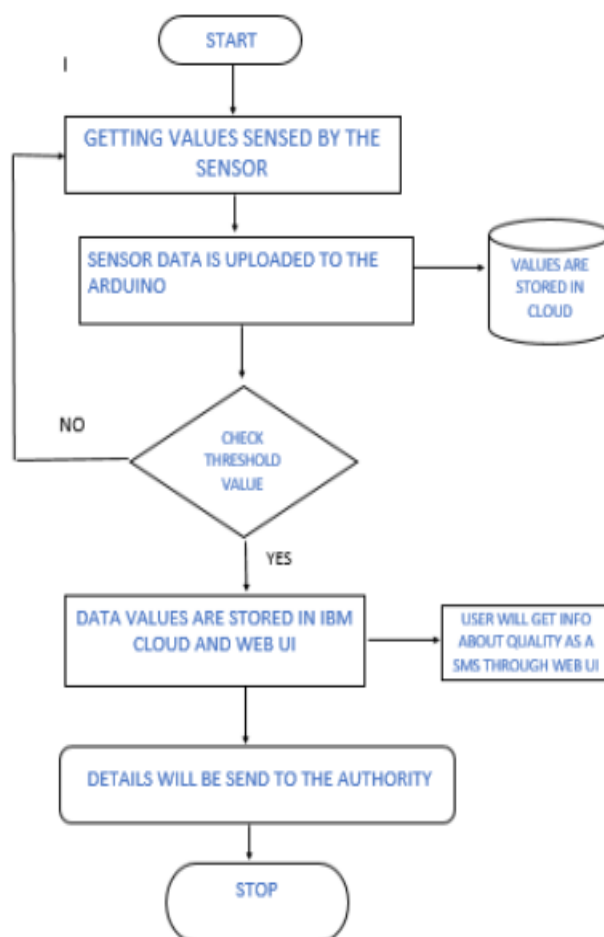 START
I
GETTING VALUES SENSED BY THE
SENSOR
SENSOR DATA IS UPLOADED TO THE
ARDUINO
VALUES ARE
STORED IN
CLOUD
NO
CHECK
THRESHOLD
VALUE
YES
DATA VALUES ARE STORED IN IBM
CLOUD AND WEB UI
USER WILL GET INFO
ABOUT QUALITY AS A
SMS THROUGH WEB UI
DETAILS WILL BE SEND TO THE AUTHORITY
STOP